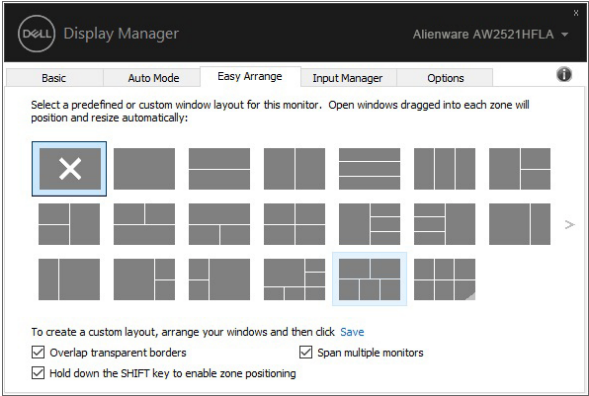 x
DELL Display Manager
Alienware AW2521HFLA
Basic Auto Mode Easy Arrange Input Manager Options
Select a predefined or custom window layout for this monitor. Open windows dragged into each zone will
position and resize automatically:
To create a custom layout, arrange your windows and then click Save
Overlap transparent borders
Span multiple monitors
Hold down the SHIFT key to enable zone positioning